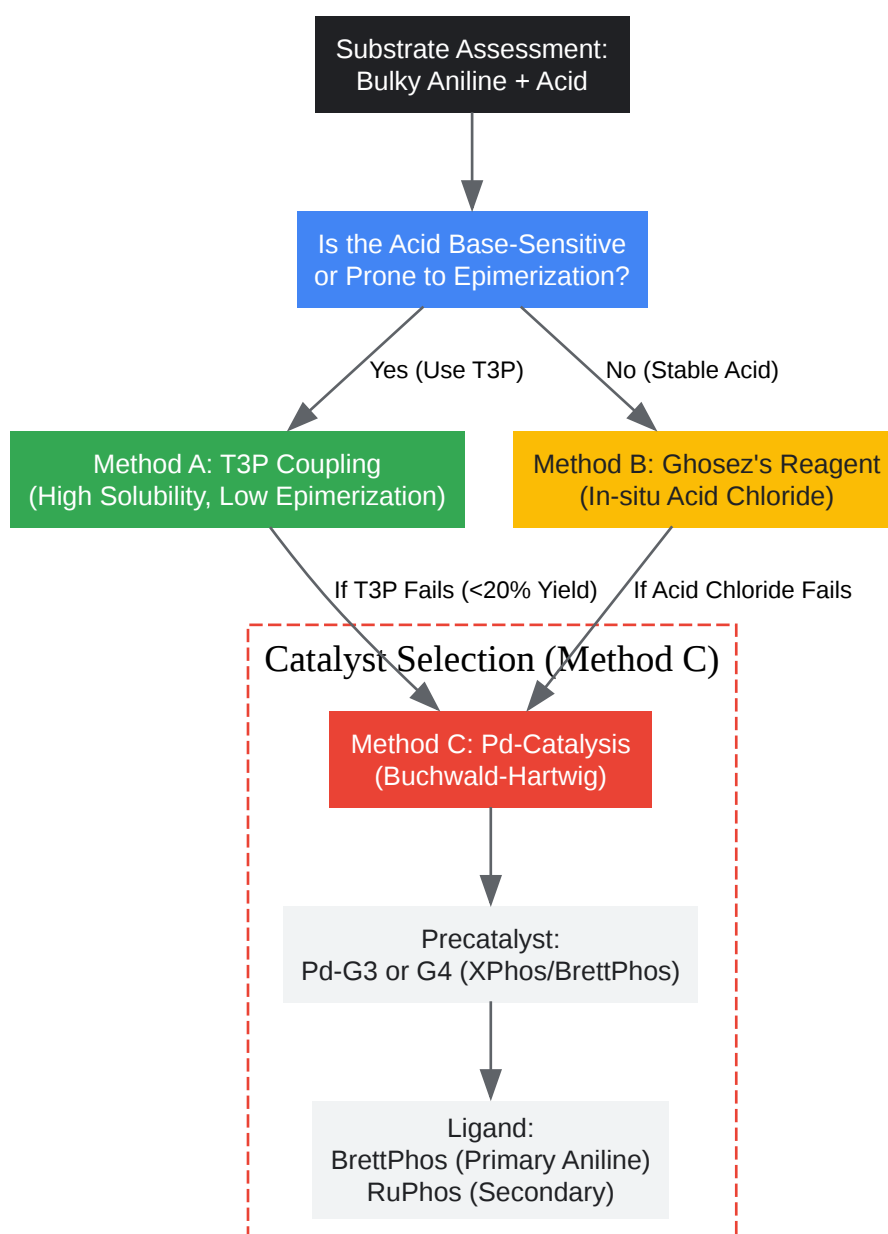 Substrate Assessment:
Bulky Aniline + Acid
Is the Acid Base-Sensitive
or Prone to Epimerization?
Yes (Use T3P)
No (Stable Acid)
Method A: T3P Coupling
(High Solubility, Low Epimerization)
Method B: Ghosez's Reagent
(In-situ Acid Chloride)
If T3P Fails (<20% Yield)
If Acid Chloride Fails
Catalyst Selection (Method C)
Method C: Pd-Catalysis
(Buchwald-Hartwig)
Precatalyst:
Pd-G3 or G4 (XPhos/BrettPhos)
Ligand:
BrettPhos (Primary Aniline)
RuPhos (Secondary)